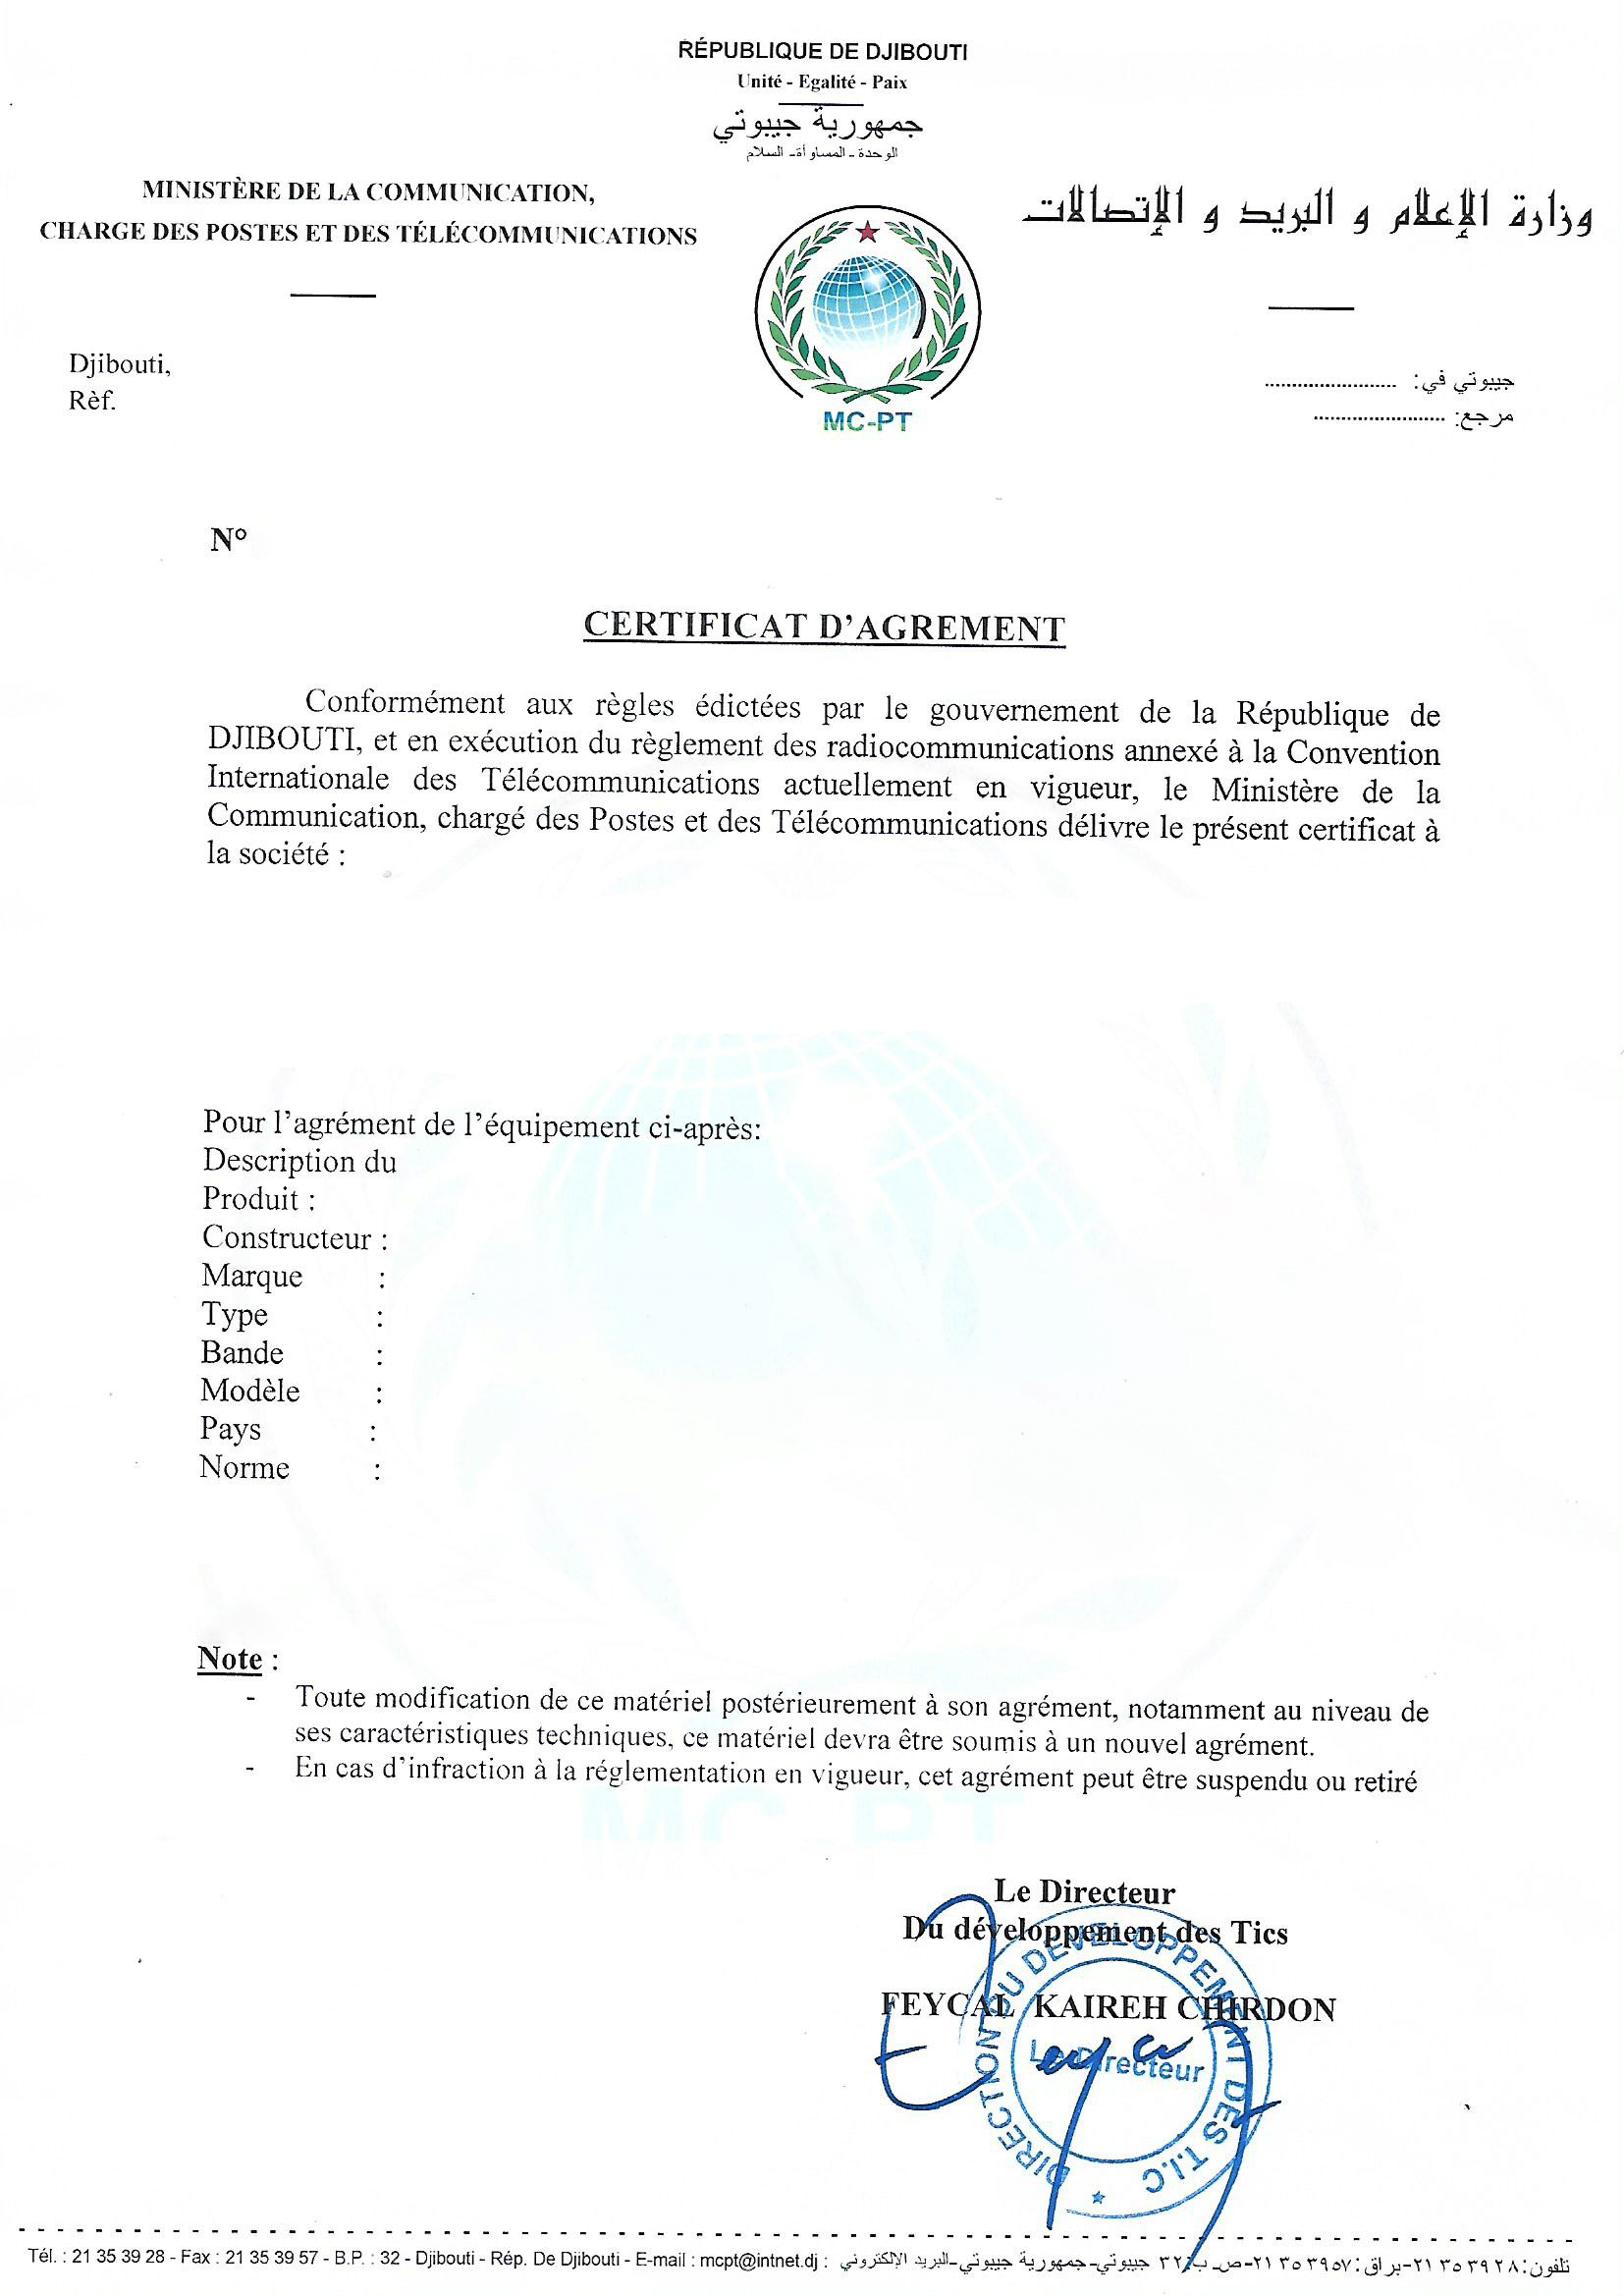 RÉPUBLIQUE DE DJIBOUTI
Unité - Egalité - Paix
جمهورية جيبوتي
الوحدة - المساواة - السلام
MINISTÈRE DE LA COMMUNICATION,
CHARGE DES POSTES ET DES TÉLÉCOMMUNICATIONS
وزارة الإعلام و البريد و الإتصالات
MC-PT
Djibouti,
Rèf.
جيبوتي في: ........................
مرجع: ........................
N°
CERTIFICAT D'AGREMENT
Conformément aux règles édictées par le gouvernement de la République de
DJIBOUTI, et en exécution du règlement des radiocommunications annexé à la Convention
Internationale des Télécommunications actuellement en vigueur, le Ministère de la
Communication, chargé des Postes et des Télécommunications délivre le présent certificat à
la société :
Pour l'agrément de l'équipement ci-après:
Description du
Produit :
Constructeur :
Marque :
Type :
Bande :
Modèle :
Pays :
Norme :
Note :
- Toute modification de ce matériel postérieurement à son agrément, notamment au niveau de
ses caractéristiques techniques, ce matériel devra être soumis à un nouvel agrément.
- En cas d'infraction à la réglementation en vigueur, cet agrément peut être suspendu ou retiré
MC-PT
Le Directeur
Du développement des Tics
FEYCAL KAIREH CHIRDON
DIRECTION DU DEVELOPPEMENT DES T.I.C
Le Directeur
Tél. : 21 35 39 28 - Fax : 21 35 39 57 - B.P. : 32 - Djibouti - Rép. De Djibouti - E-mail : mcpt@intnet.dj : تلفون: ٢١٣٥٣٩٢٨-براق: ٢١٣٥٣٩٥٧-ص ب: ٣٢ جيبوتي-جمهورية جيبوتي-البريد الإلكتروني